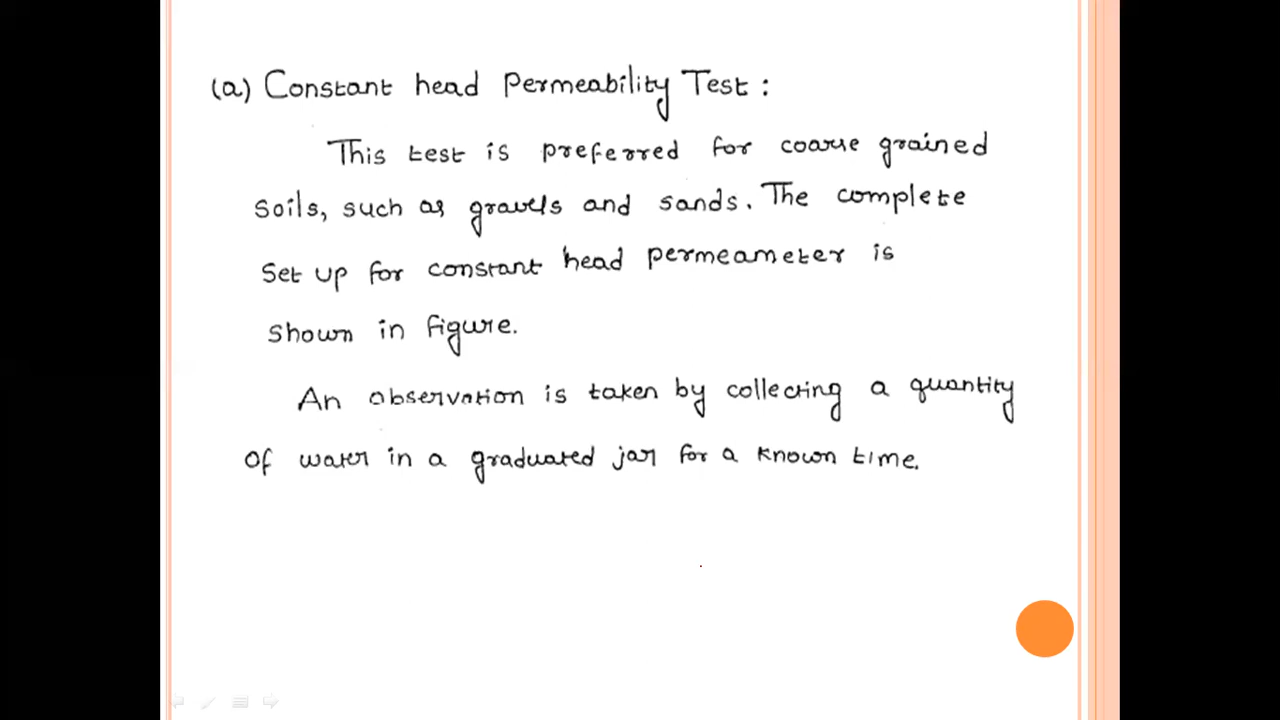 (a) Constant head Permeability Test :
This test is preferred for coarse grained
soils, such as gravels and sands. The complete
Set up for constant head permeameter is
shown in figure.
An observation is taken by collecting a quantity
of water in a graduated jar for a known time.